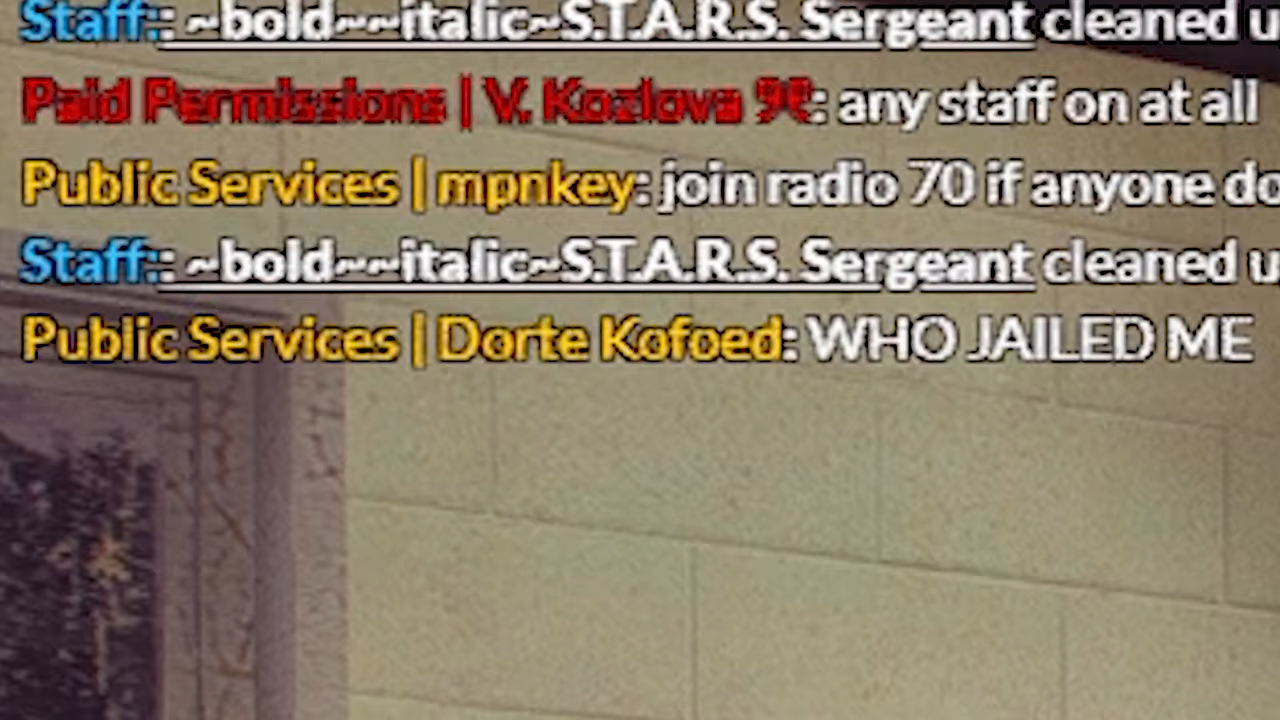 Staff:: ~bold~~italic~S.T.A.R.S. Sergeant cleaned u
Paid Permissions | V. Kozlova : any staff on at all
Public Services | mpnkey: join radio 70 if anyone do
Staff:: ~bold~~italic~S.T.A.R.S. Sergeant cleaned u
Public Services | Dorte Kofoed: WHO JAILED ME